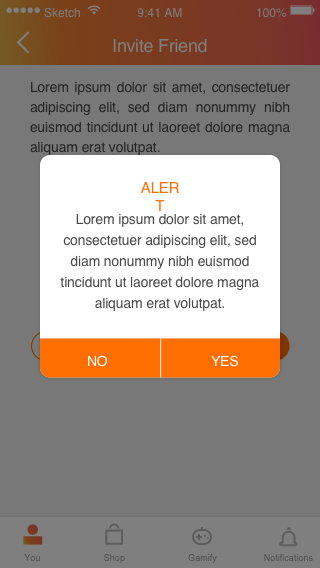 Sketch 9:41 AM 100%
Invite Friend
Lorem ipsum dolor sit amet, consectetuer
adipiscing elit, sed diam nonummy nibh
euismod tincidunt ut laoreet dolore magna
aliquam erat volutpat.
ALER
T
Lorem ipsum dolor sit amet,
consectetuer adipiscing elit, sed
diam nonummy nibh euismod
tincidunt ut laoreet dolore magna
aliquam erat volutpat.
NO YES
You Shop Gamify Notifications